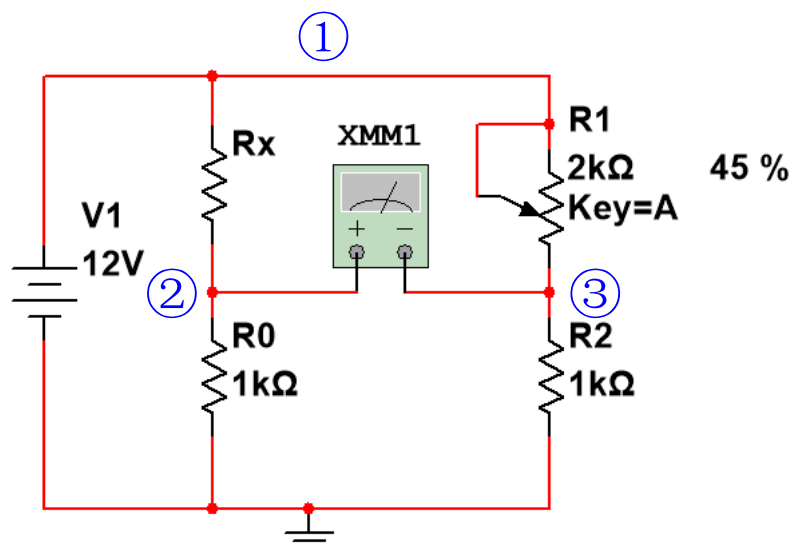 ①
XMM1
+ −
V1
12V
Rx
②
R0
1kΩ
R1
2kΩ 45 %
Key=A
③
R2
1kΩ